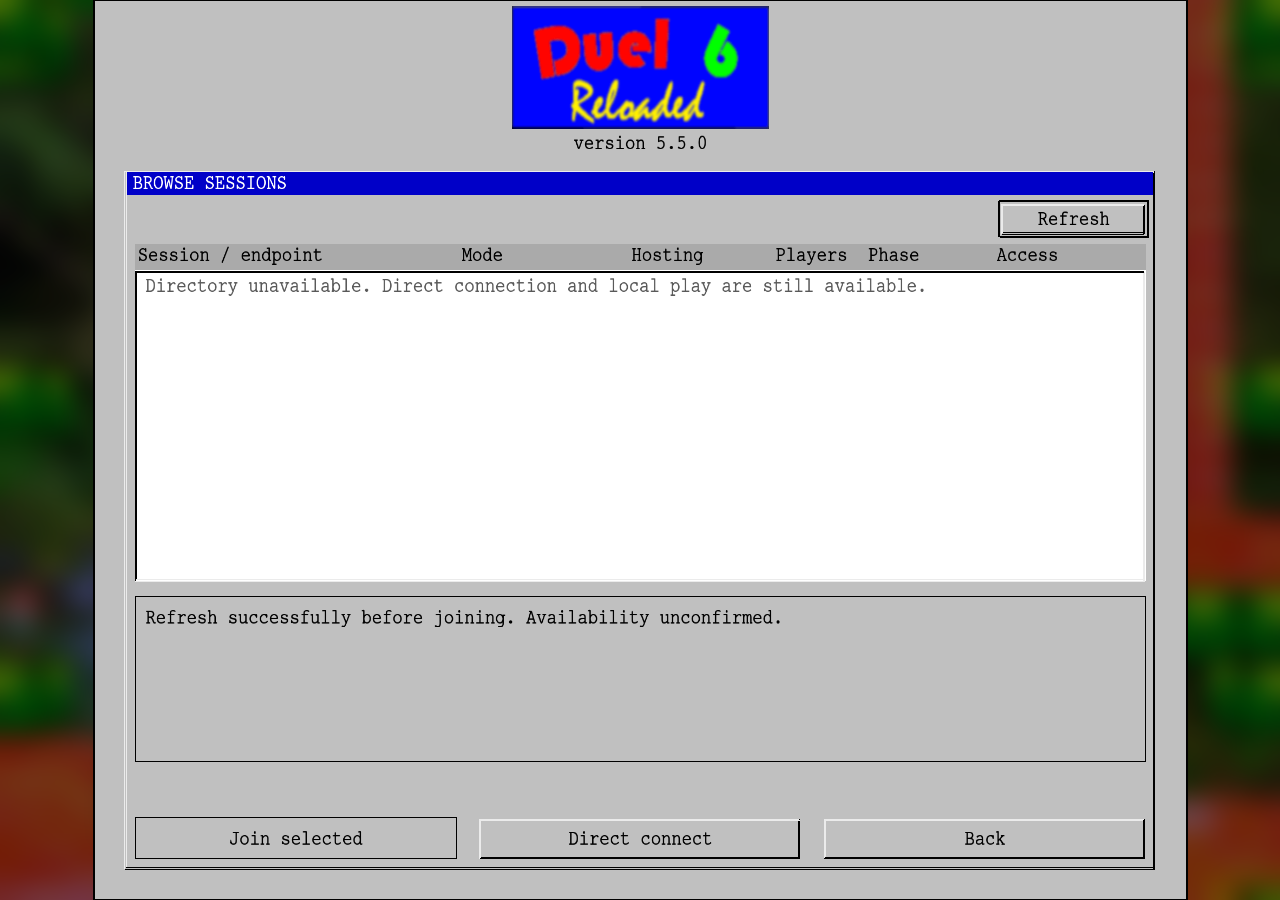 Duel 6
Reloaded
version 5.5.0
BROWSE SESSIONS
Refresh
Session / endpoint Mode Hosting Players Phase Access
Directory unavailable. Direct connection and local play are still available.
Refresh successfully before joining. Availability unconfirmed.
Join selected Direct connect Back